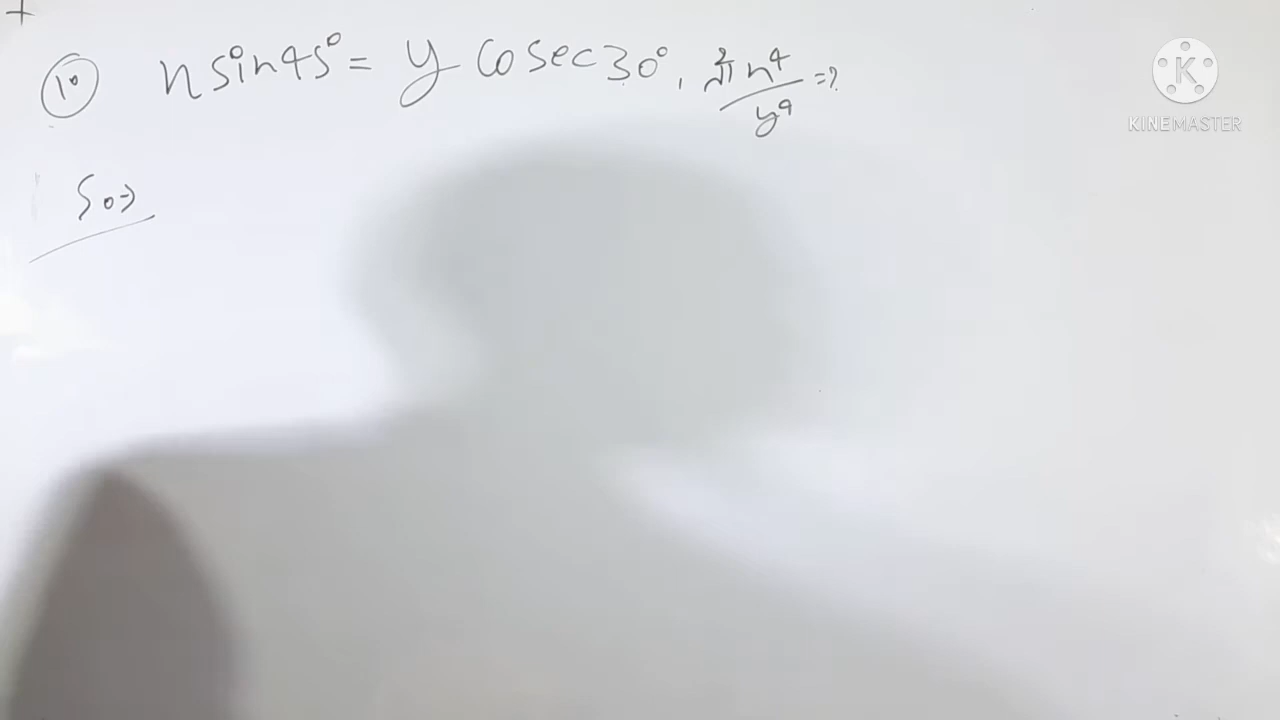 10 x sin45° = y cosec30°, तो x⁴/y⁴ = ?
So⇒
KINEMASTER